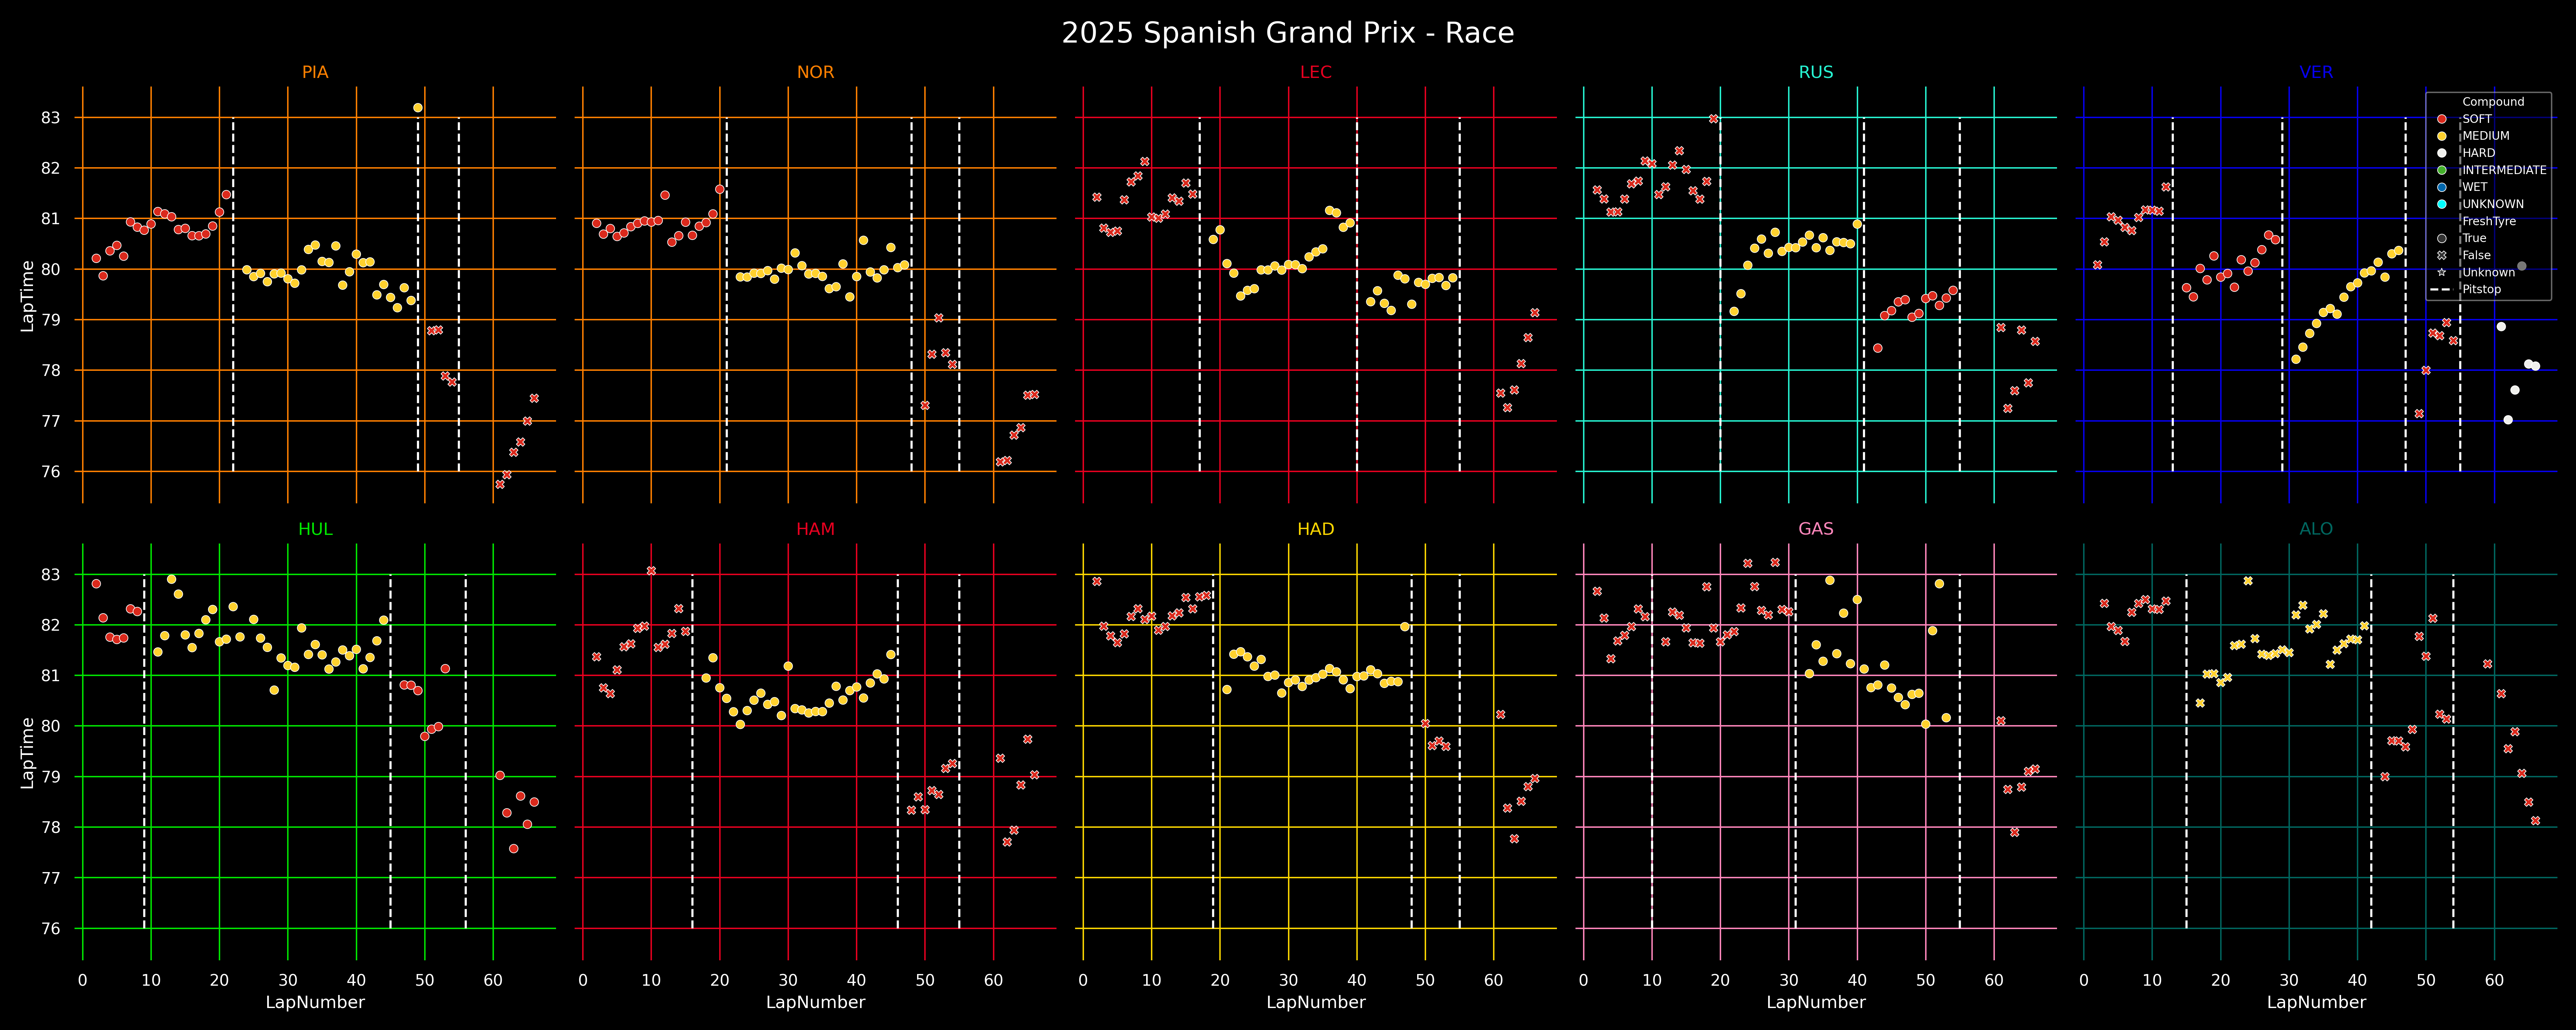 2025 Spanish Grand Prix - Race
PIA NOR LEC RUS VER
LapTime
83
82
81
80
79
78
77
76
Compound
SOFT
MEDIUM
HARD
INTERMEDIATE
WET
UNKNOWN
FreshTyre
True
False
Unknown
Pitstop
HUL HAM HAD GAS ALO
LapTime
83
82
81
80
79
78
77
76
0 10 20 30 40 50 60 0 10 20 30 40 50 60 0 10 20 30 40 50 60 0 10 20 30 40 50 60 0 10 20 30 40 50 60
LapNumber LapNumber LapNumber LapNumber LapNumber